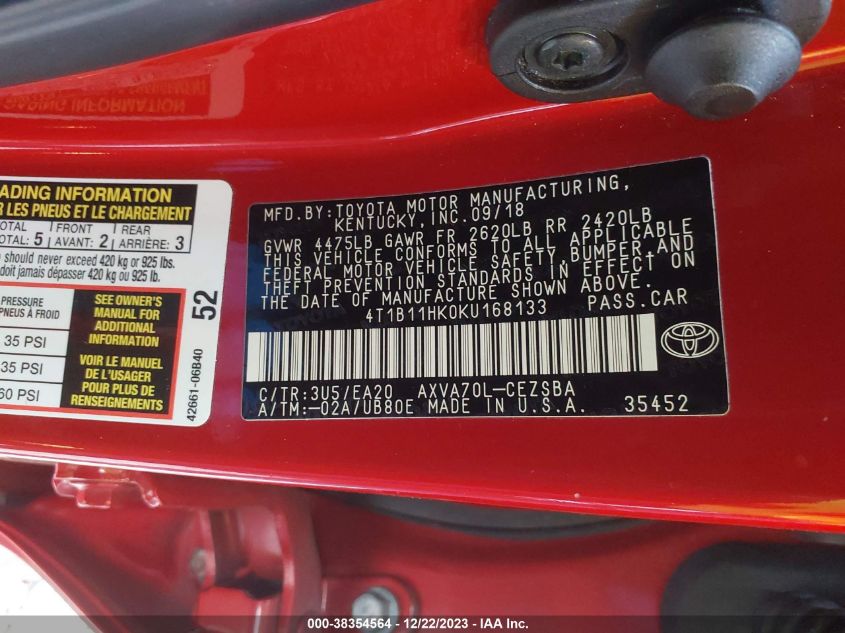 ADING INFORMATION
R LES PNEUS ET LE CHARGEMENT
TOTAL FRONT REAR
TOTAL: 5 AVANT: 2 ARRIÈRE: 3
should never exceed 420 kg or 925 lbs.
doit jamais dépasser 420 kg ou 925 lb.
PRESSURE
PNEUS À FROID
35 PSI
35 PSI
60 PSI
SEE OWNER'S
MANUAL FOR
ADDITIONAL
INFORMATION
VOIR LE MANUEL
DE L'USAGER
POUR PLUS DE
RENSEIGNEMENTS
52
42661-06B40
MFD.BY:TOYOTA MOTOR MANUFACTURING,
KENTUCKY,INC.09/18
GVWR 4475LB GAWR FR 2620LB RR 2420LB
THIS VEHICLE CONFORMS TO ALL APPLICABLE
FEDERAL MOTOR VEHICLE SAFETY,BUMPER,AND
THEFT PREVENTION STANDARDS IN EFFECT ON
THE DATE OF MANUFACTURE SHOWN ABOVE.
4T1B11HK0KU168133 PASS.CAR
C/TR:3U5/EA20 AXVA70L-CEZSBA
A/TM:-02A/UB80E MADE IN U.S.A. 35452
000-38354564 - 12/22/2023 - IAA Inc.